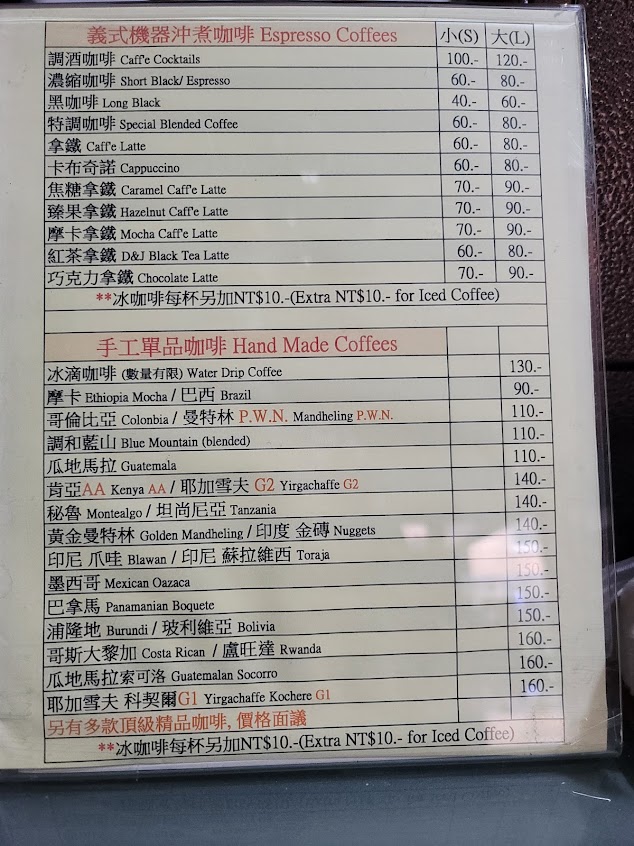 義式機器沖煮咖啡 Espresso Coffees 小(S) 大(L)
調酒咖啡 Caff'e Cocktails 100.- 120.-
濃縮咖啡 Short Black/ Espresso 60.- 80.-
黑咖啡 Long Black 40.- 60.-
特調咖啡 Special Blended Coffee 60.- 80.-
拿鐵 Caff'e Latte 60.- 80.-
卡布奇諾 Cappuccino 60.- 80.-
焦糖拿鐵 Caramel Caff'e Latte 70.- 90.-
臻果拿鐵 Hazelnut Caff'e Latte 70.- 90.-
摩卡拿鐵 Mocha Caff'e Latte 70.- 90.-
紅茶拿鐵 D&J Black Tea Latte 60.- 80.-
巧克力拿鐵 Chocolate Latte 70.- 90.-
**冰咖啡每杯另加NT$10.-(Extra NT$10.- for Iced Coffee)
手工單品咖啡 Hand Made Coffees
冰滴咖啡 (數量有限) Water Drip Coffee 130.-
摩卡 Ethiopia Mocha / 巴西 Brazil 90.-
哥倫比亞 Colonbia / 曼特林 P.W.N. Mandheling P.W.N. 110.-
調和藍山 Blue Mountain (blended) 110.-
瓜地馬拉 Guatemala 110.-
肯亞AA Kenya AA / 耶加雪夫 G2 Yirgachaffe G2 140.-
秘魯 Montealgo / 坦尚尼亞 Tanzania 140.-
黃金曼特林 Golden Mandheling / 印度 金磚 Nuggets 140.-
印尼 爪哇 Blawan / 印尼 蘇拉維西 Toraja 150.-
墨西哥 Mexican Oazaca 150.-
巴拿馬 Panamanian Boquete 150.-
浦隆地 Burundi / 玻利維亞 Bolivia 150.-
哥斯大黎加 Costa Rican / 盧旺達 Rwanda 160.-
瓜地馬拉索可洛 Guatemalan Socorro 160.-
耶加雪夫 科契爾G1 Yirgachaffe Kochere G1 160.-
另有多款頂級精品咖啡, 價格面議
**冰咖啡每杯另加NT$10.-(Extra NT$10.- for Iced Coffee)